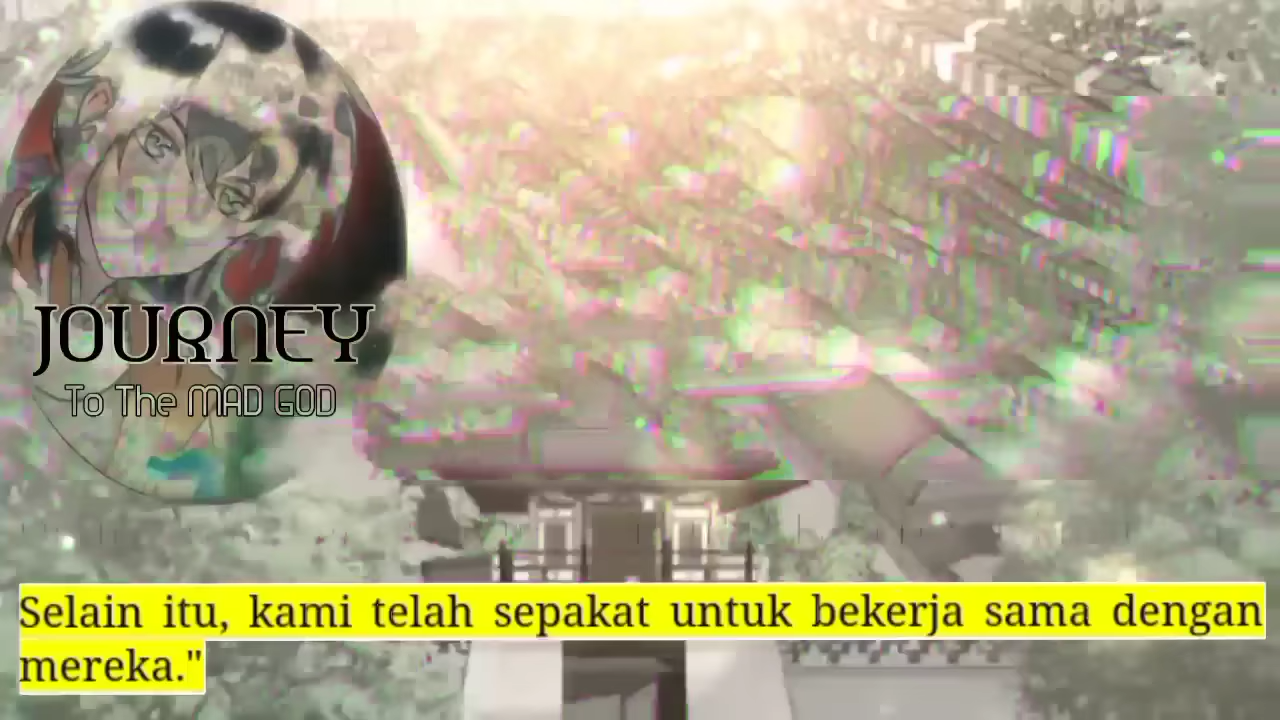 JOURNEY
To The MAD GOD
Selain itu, kami telah sepakat untuk bekerja sama dengan
mereka."